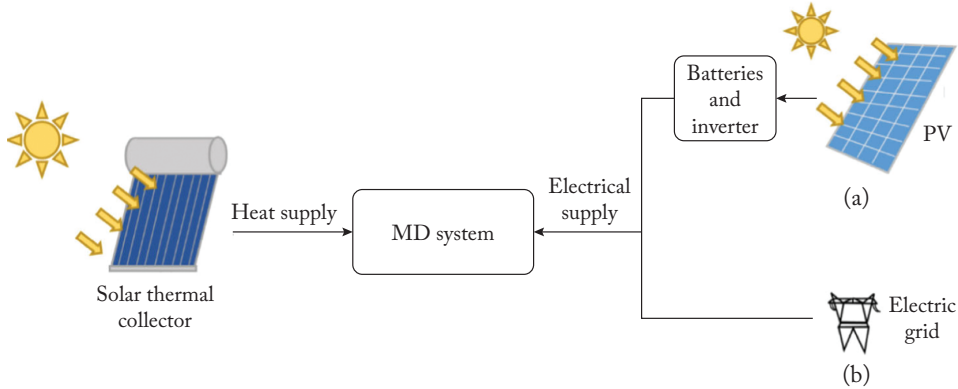 Solar thermal
collector
Heat supply
MD system
Electrical
supply
Batteries
and
inverter
PV
(a)
Electric
grid
(b)